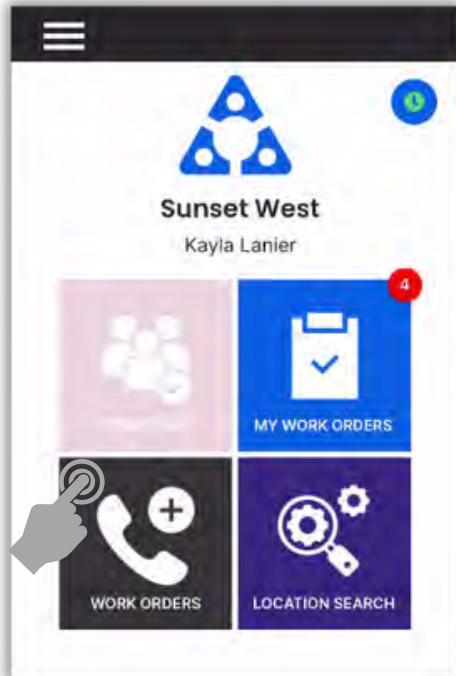 Sunset West
Kayla Lanier
4
MY WORK ORDERS
WORK ORDERS
LOCATION SEARCH